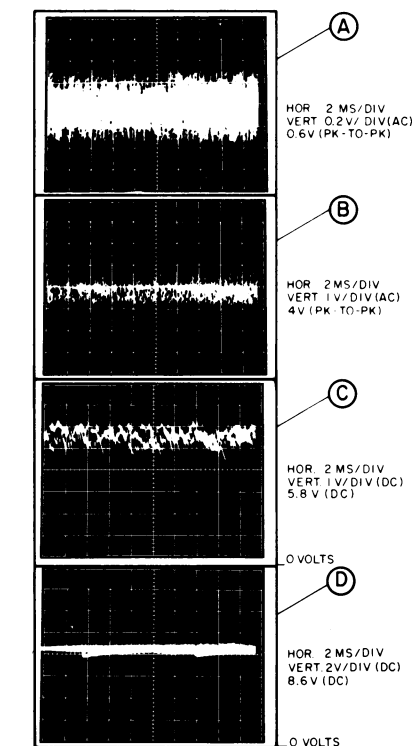 A
HOR 2 MS/DIV
VERT 0.2V/ DIV(AC)
0.6V (PK-TO-PK)
B
HOR 2MS/DIV
VERT 1V/DIV(AC)
4V (PK-TO-PK)
C
HOR. 2 MS/DIV
VERT. 1V/DIV (DC)
5.8 V (DC)
0 VOLTS
D
HOR. 2 MS/DIV
VERT. 2V/DIV (DC)
8.6 V (DC)
0 VOLTS